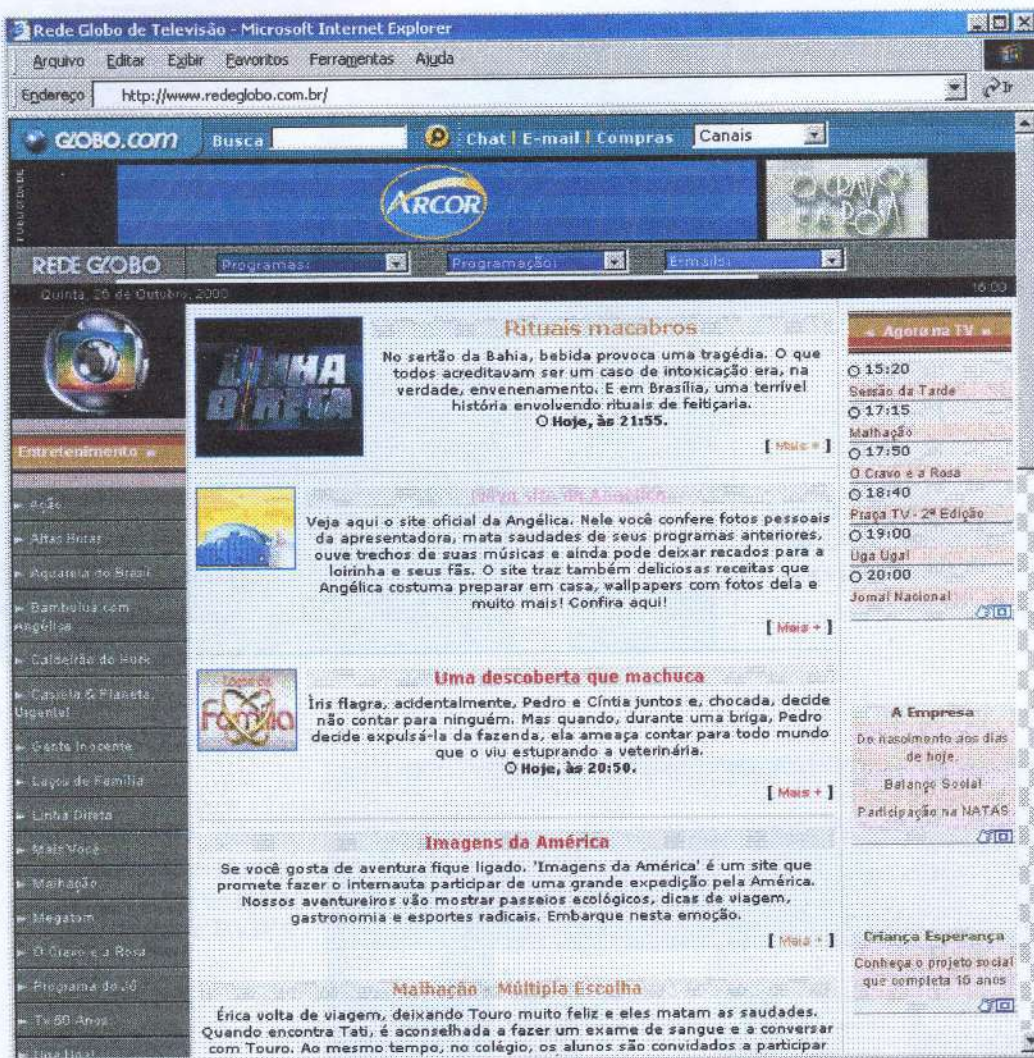 Rede Globo de Televisão - Microsoft Internet Explorer
Arquivo Editar Exibir Favoritos Ferramentas Ajuda
Endereço http://www.redeglobo.com.br/
GLOBO.COM Busca Chat | E-mail | Compras Canais
PUBLICIDADE
ARCOR
O CRAVO E A ROSA
REDE GLOBO Programas: Programação: E-mails:
Quinta, 26 de Outubro, 2000 16:00
Entretenimento
Ação
Altas Horas
Aquarela do Brasil
Bambulua com
Angélica
Caldeirão do Huck
Casseta & Planeta,
Urgente!
Gente Inocente
Laços de Família
Linha Direta
Mais Você
Malhação
Megatom
O Cravo e a Rosa
Programa do Jô
Tv 50 Anos
Uga Uga!
LINHA DIRETA
Rituais macabros
No sertão da Bahia, bebida provoca uma tragédia. O que
todos acreditavam ser um caso de intoxicação era, na
verdade, envenenamento. E em Brasília, uma terrível
história envolvendo rituais de feitiçaria.
Hoje, às 21:55.
[ Mais + ]
site da Angélica
Veja aqui o site oficial da Angélica. Nele você confere fotos pessoais
da apresentadora, mata saudades de seus programas anteriores,
ouve trechos de suas músicas e ainda pode deixar recados para a
loirinha e seus fãs. O site traz também deliciosas receitas que
Angélica costuma preparar em casa, wallpapers com fotos dela e
muito mais! Confira aqui!
[ Mais + ]
Laços de
Família
Uma descoberta que machuca
Íris flagra, acidentalmente, Pedro e Cíntia juntos e, chocada, decide
não contar para ninguém. Mas quando, durante uma briga, Pedro
decide expulsá-la da fazenda, ela ameaça contar para todo mundo
que o viu estuprando a veterinária.
Hoje, às 20:50.
[ Mais + ]
Imagens da América
Se você gosta de aventura fique ligado. 'Imagens da América' é um site que
promete fazer o internauta participar de uma grande expedição pela América.
Nossos aventureiros vão mostrar passeios ecológicos, dicas de viagem,
gastronomia e esportes radicais. Embarque nesta emoção.
[ Mais + ]
Malhação - Múltipla Escolha
Érica volta de viagem, deixando Touro muito feliz e eles matam as saudades.
Quando encontra Tati, é aconselhada a fazer um exame de sangue e a conversar
com Touro. Ao mesmo tempo, no colégio, os alunos são convidados a participar
« Agora na TV »
15:20
Sessão da Tarde
17:15
Malhação
17:50
O Cravo e a Rosa
18:40
Praça TV - 2ª Edição
19:00
Uga Uga!
20:00
Jornal Nacional
A Empresa
Do nascimento aos dias
de hoje.
Balanço Social
Participação na NATAS
Criança Esperança
Conheça o projeto social
que completa 15 anos